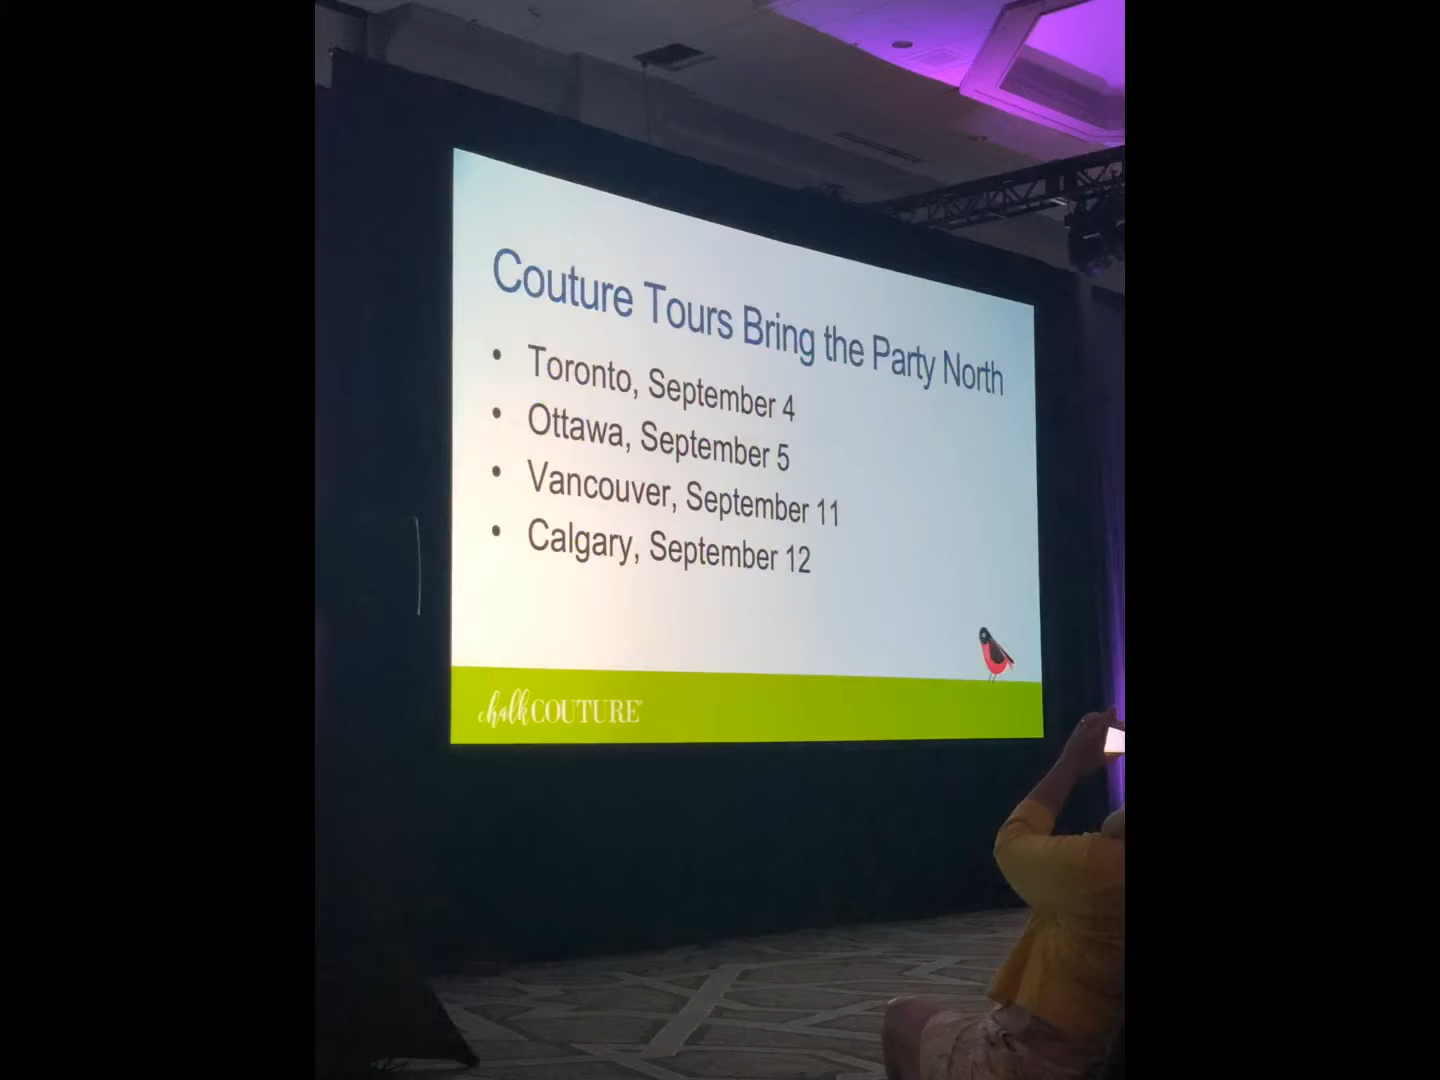 Couture Tours Bring the Party North
• Toronto, September 4
• Ottawa, September 5
• Vancouver, September 11
• Calgary, September 12
chalkCOUTURE